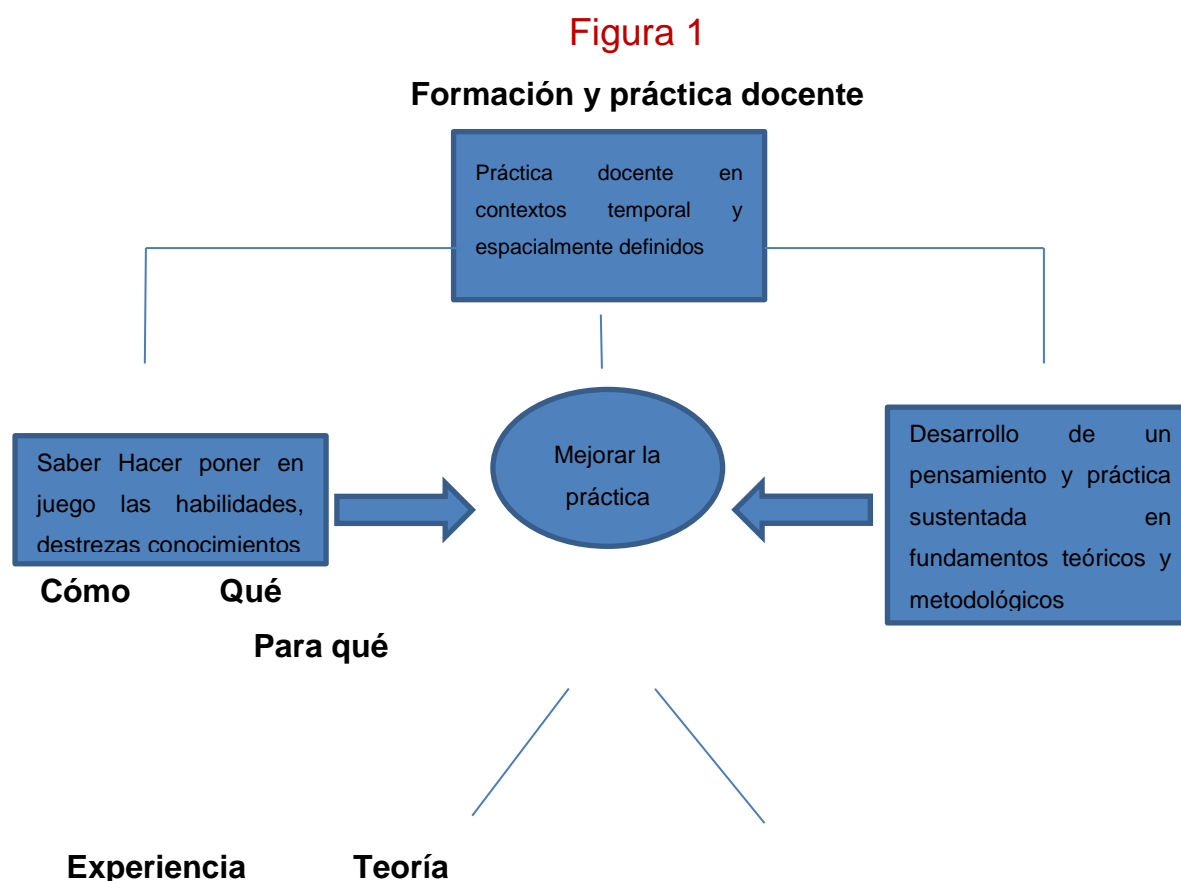 Figura 1
Formación y práctica docente
Práctica docente en
contextos temporal y
espacialmente definidos
Mejorar la
práctica
Saber Hacer poner en
juego las habilidades,
destrezas conocimientos
Desarrollo de un
pensamiento y práctica
sustentada en
fundamentos teóricos y
metodológicos
Cómo Qué
Para qué
Experiencia Teoría